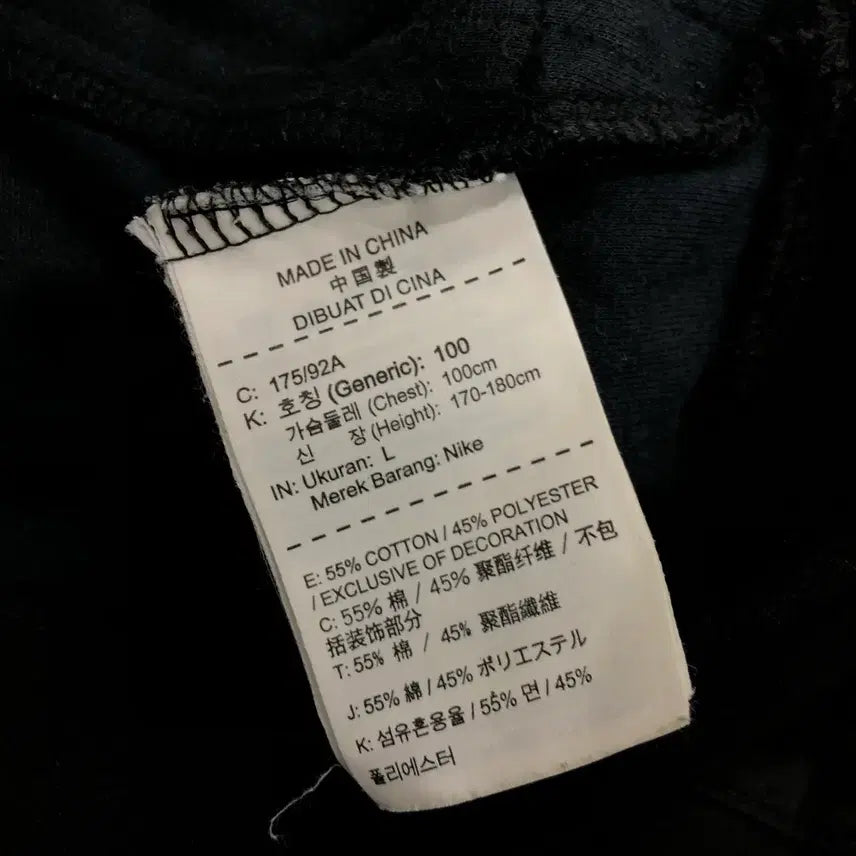 MADE IN CHINA
中国製
DIBUAT DI CINA
C: 175/92A
K: 호칭 (Generic): 100
가슴둘레 (Chest): 100cm
신 장 (Height): 170-180cm
IN: Ukuran: L
Merek Barang: Nike
E: 55% COTTON / 45% POLYESTER
/ EXCLUSIVE OF DECORATION
C: 55% 棉 / 45% 聚酯纤维 / 不包
括装饰部分
T: 55% 棉 / 45% 聚酯纖維
J: 55% 綿 / 45% ポリエステル
K: 섬유혼용율 / 55% 면 / 45%
폴리에스터